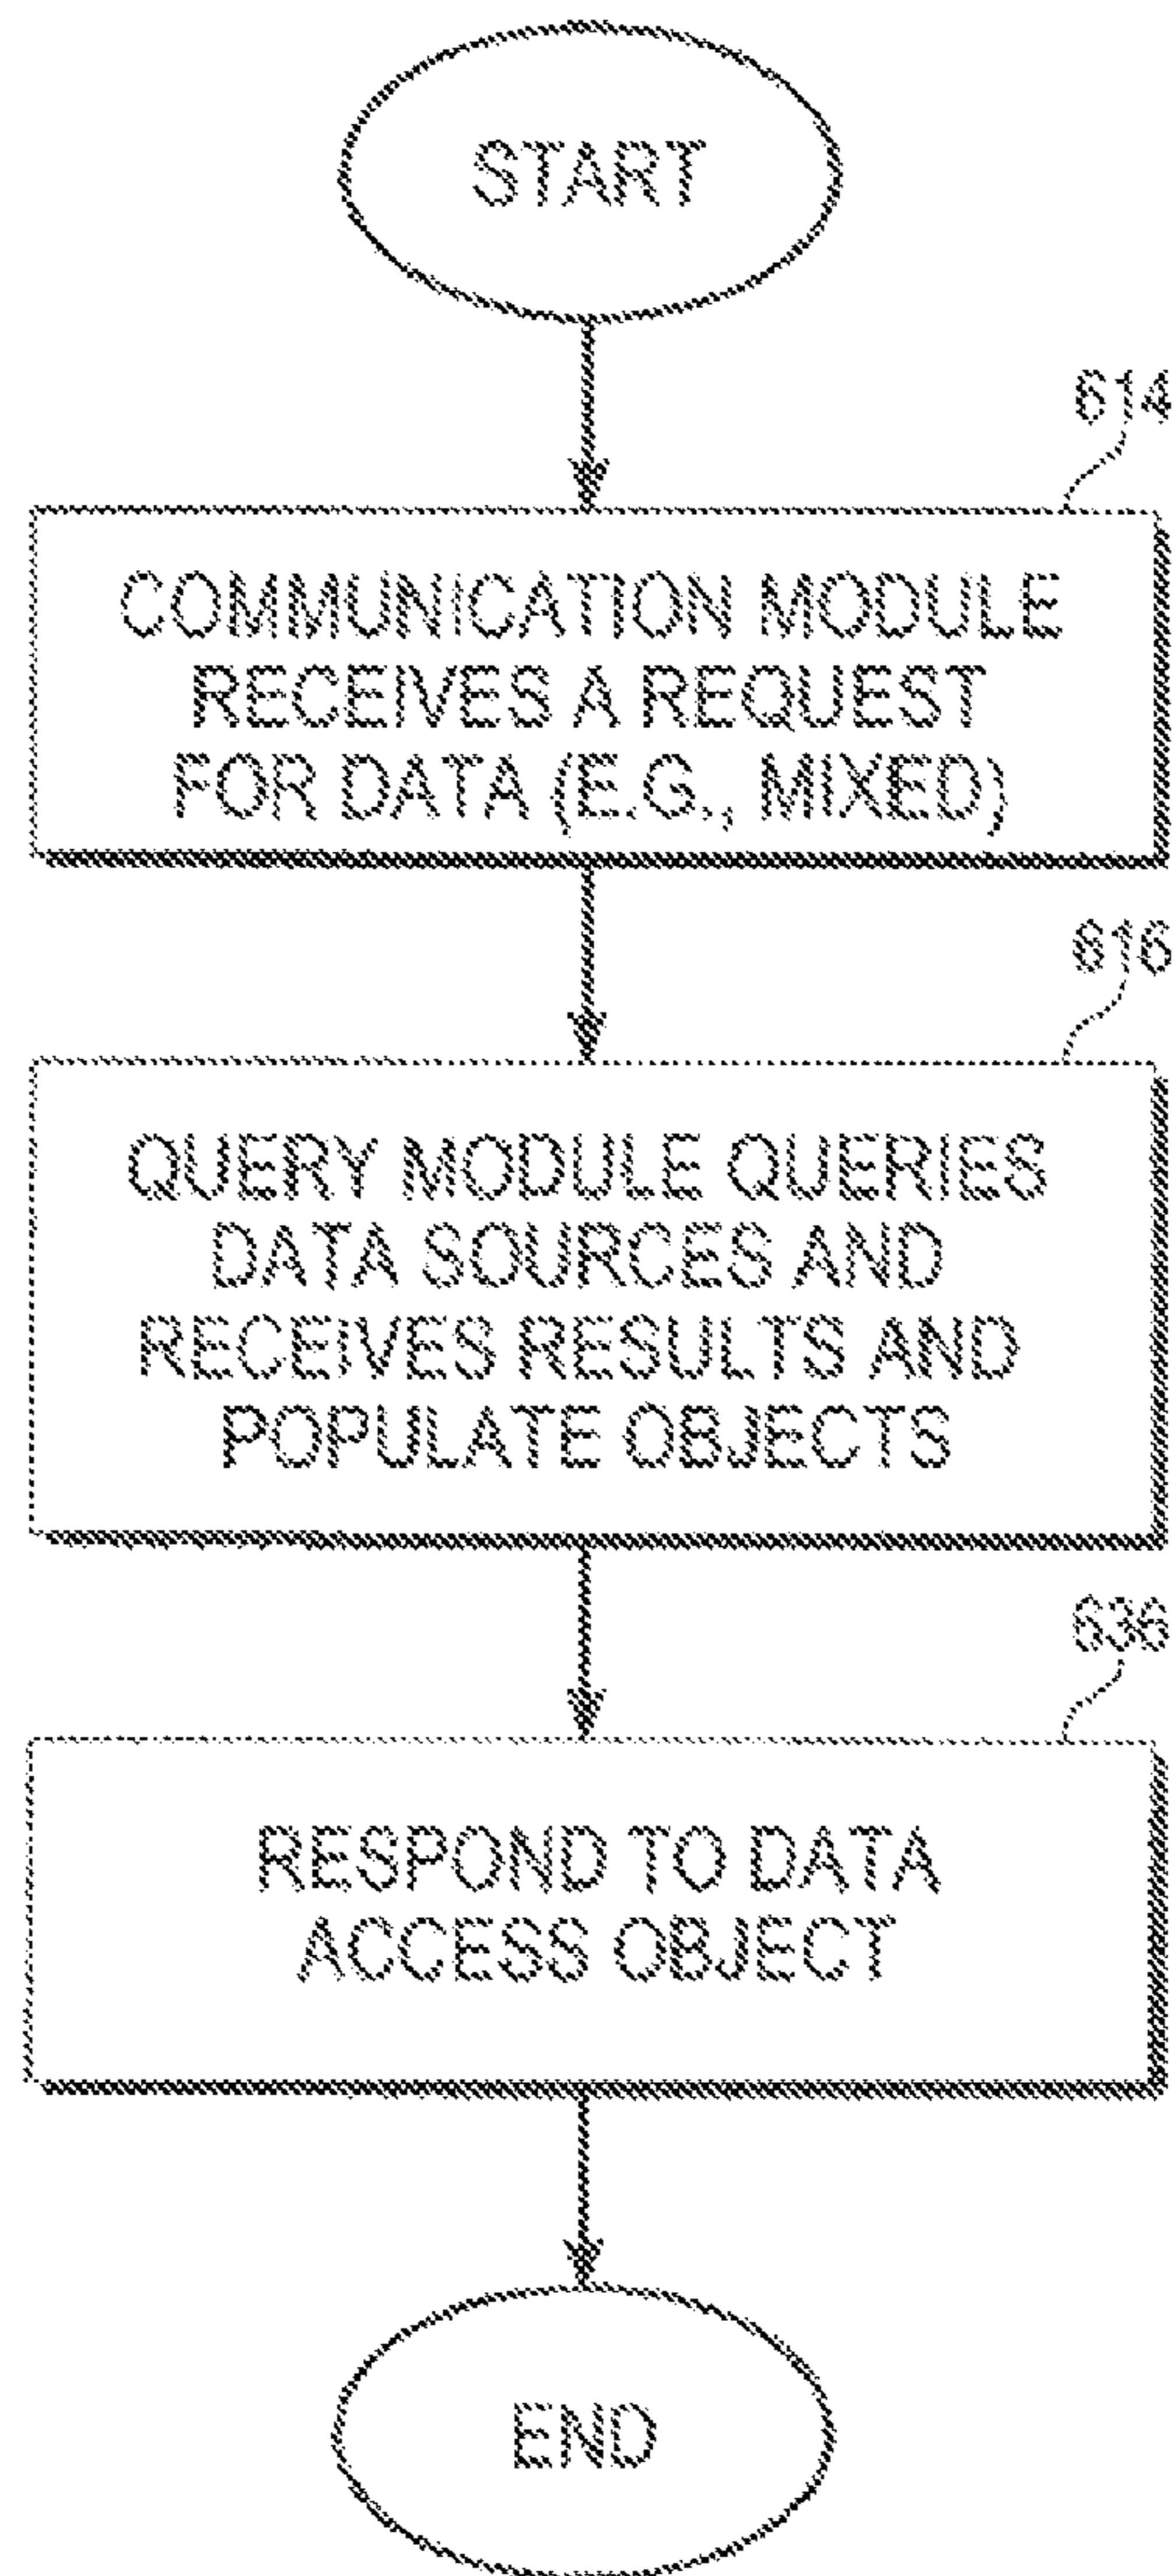 START
614
COMMUNICATION MODULE
RECEIVES A REQUEST
FOR DATA (E.G., MIXED)
616
QUERY MODULE QUERIES
DATA SOURCES AND
RECEIVES RESULTS AND
POPULATE OBJECTS
636
RESPOND TO DATA
ACCESS OBJECT
END